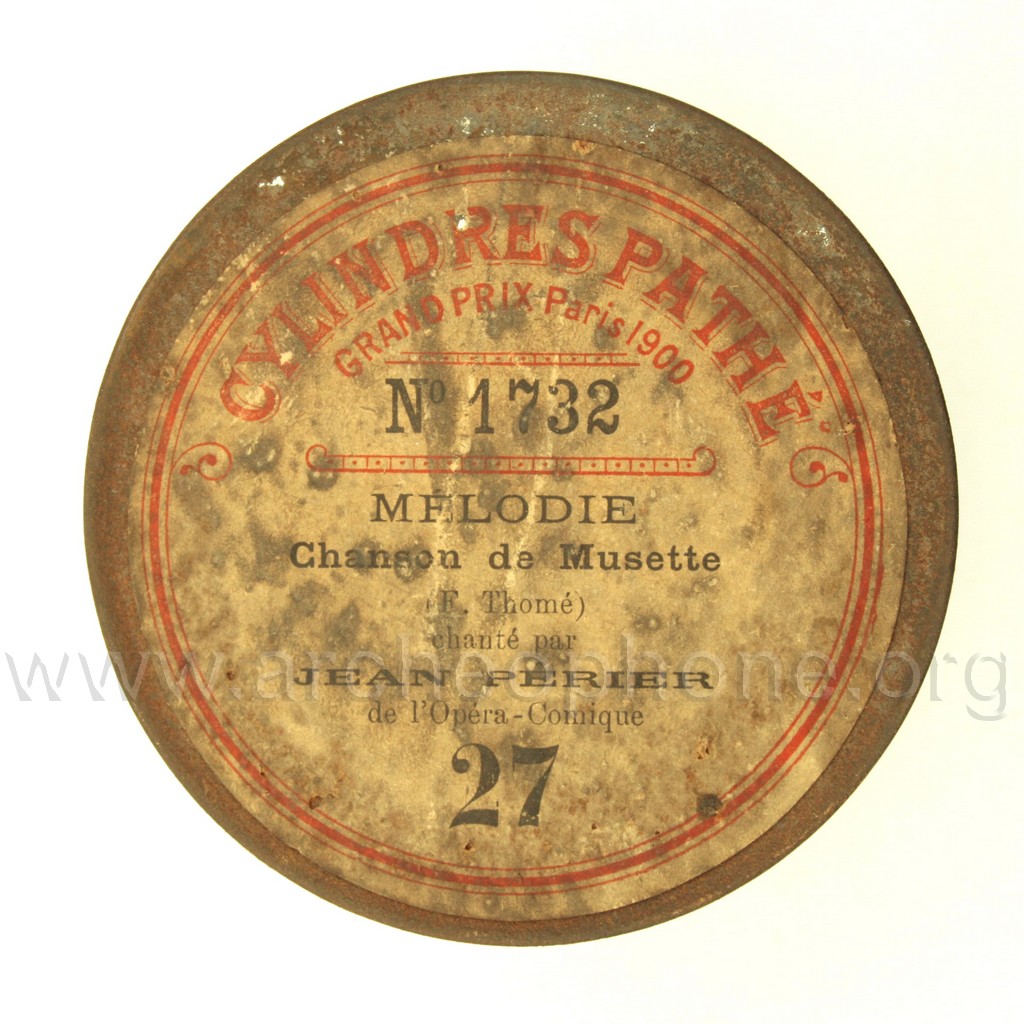 CYLINDRES PATHÉ
GRAND PRIX Paris 1900
Nº 1732
MÉLODIE
Chanson de Musette
(F. Thomé)
chanté par
JEAN PÉRIER
de l'Opéra-Comique
27
www.archeophone.org